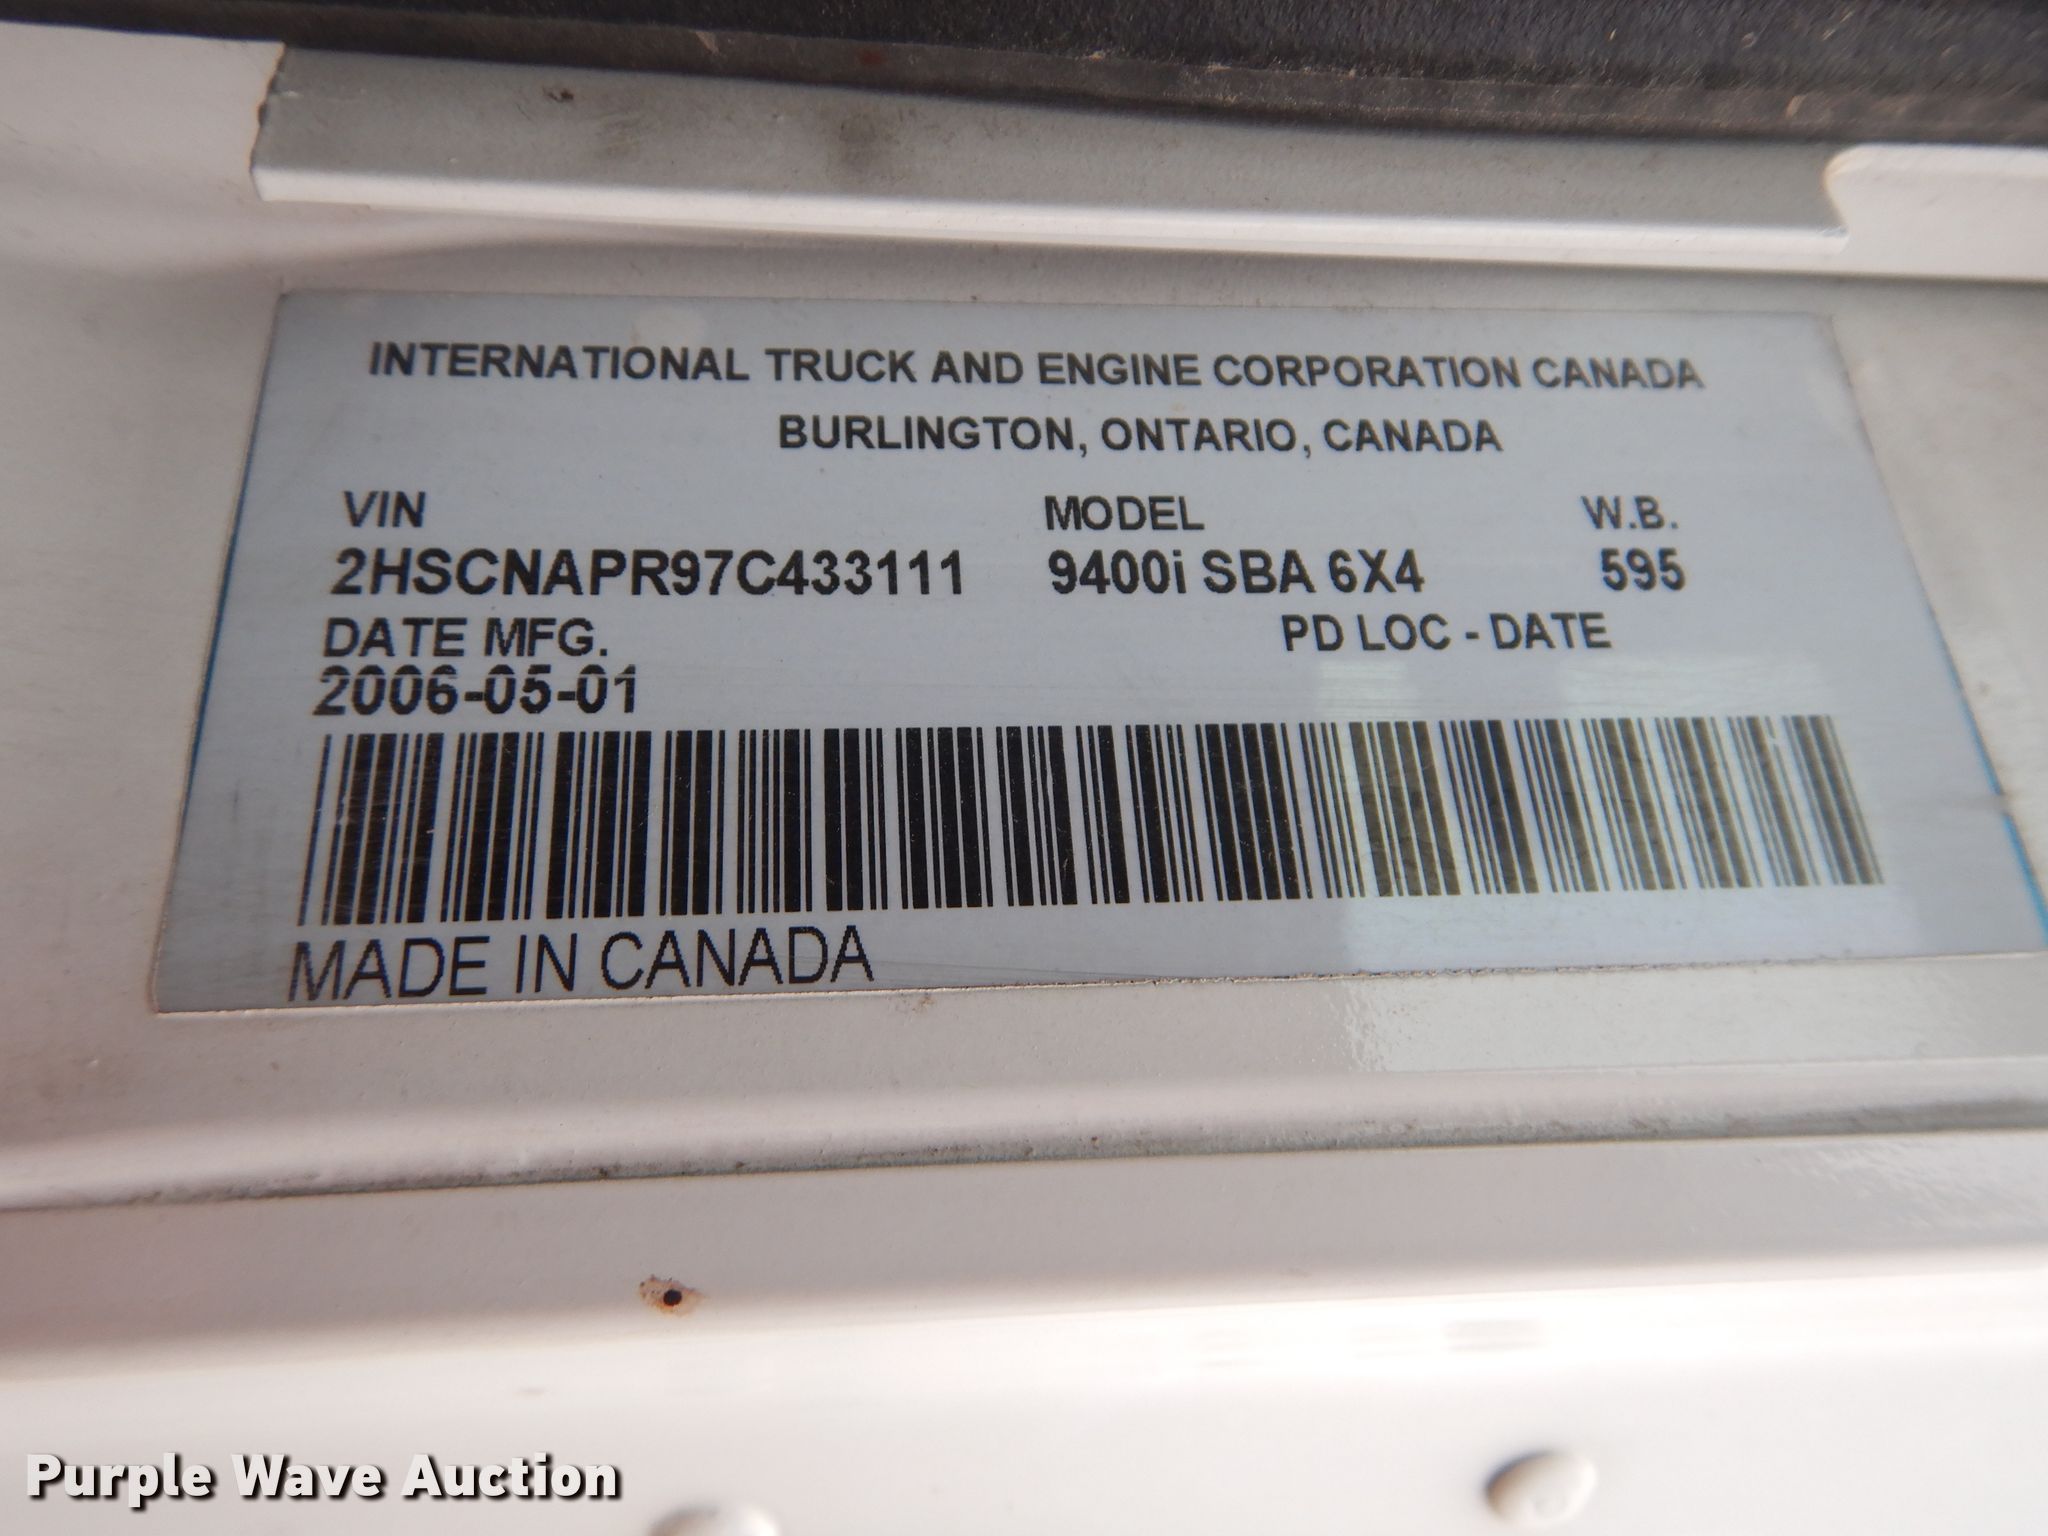 INTERNATIONAL TRUCK AND ENGINE CORPORATION CANADA
BURLINGTON, ONTARIO, CANADA
VIN MODEL W.B.
2HSCNAPR97C433111 9400i SBA 6X4 595
DATE MFG. PD LOC - DATE
2006-05-01
MADE IN CANADA
Purple Wave Auction